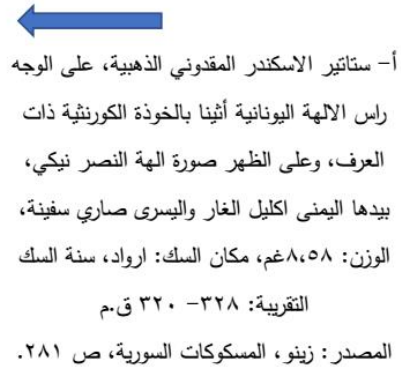 أ- ستاتير الاسكندر المقدوني الذهبية، على الوجه
راس الالهة اليونانية أثينا بالخوذة الكورنثية ذات
العرف، وعلى الظهر صورة الهة النصر نيكي،
بيدها اليمنى اكليل الغار واليسرى صاري سفينة،
الوزن: ٨،٥٨غم، مكان السك: ارواد، سنة السك
التقريبة: ٣٢٨- ٣٢٠ ق.م
المصدر: زينو، المسكوكات السورية، ص ٢٨١.